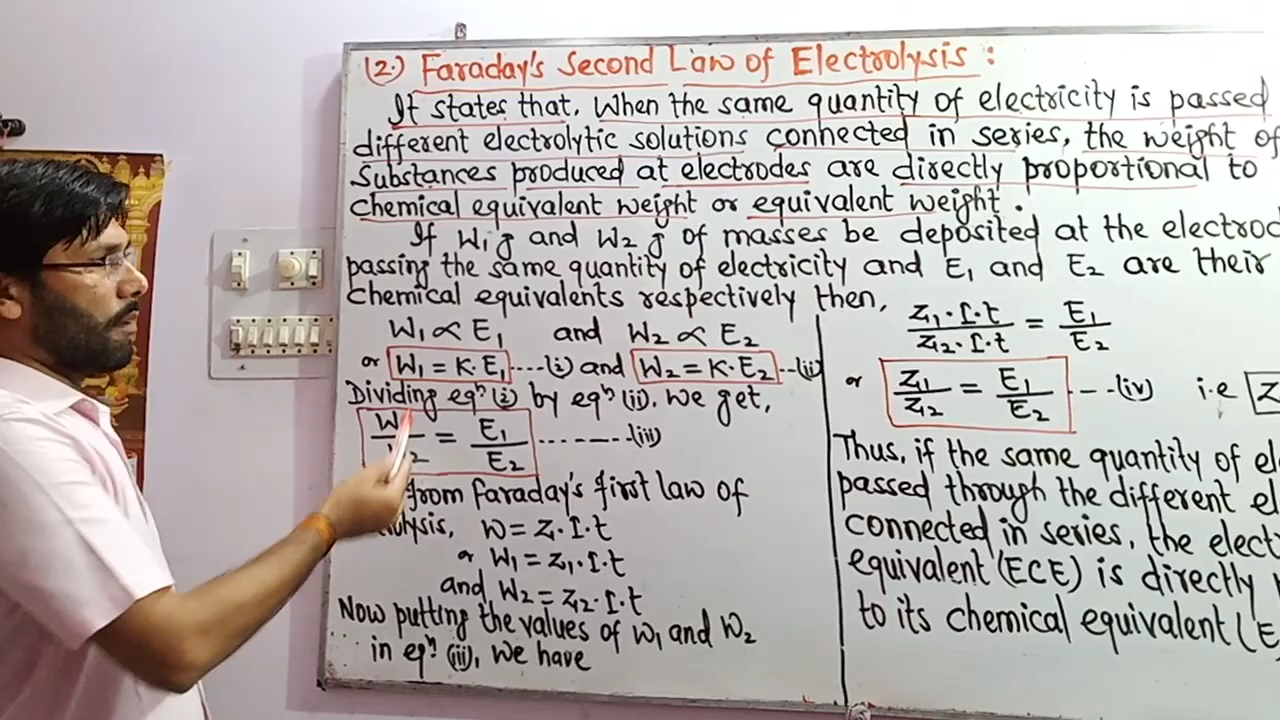 (2.) Faraday's Second Law of Electrolysis :
It states that, when the same quantity of electricity is passed
different electrolytic solutions connected in series, the weight of
substances produced at electrodes are directly proportional to
chemical equivalent weight or equivalent weight.
If W₁ g and W₂ g of masses be deposited at the electrod
passing the same quantity of electricity and E₁ and E₂ are their
chemical equivalents respectively then,
W₁ ∝ E₁ and W₂ ∝ E₂
or W₁ = K·E₁ ----(i) and W₂ = K·E₂ --(ii)
Dividing eqⁿ (i) by eqⁿ (ii). we get,
W / 2 = E₁/E₂ --------(iii)
from faraday's first law of
olysis, W = Z·I·t
or W₁ = Z₁·I·t
and W₂ = Z₂·I·t
Now putting the values of W₁ and W₂
in eqⁿ (iii), we have
Z₁·I·t / Z₂·I·t = E₁/E₂
or Z₁/Z₂ = E₁/E₂ ---(iv) i.e Z
Thus, if the same quantity of el
passed through the different el
connected in series, the elect
equivalent (ECE) is directly
to its chemical equivalent (E